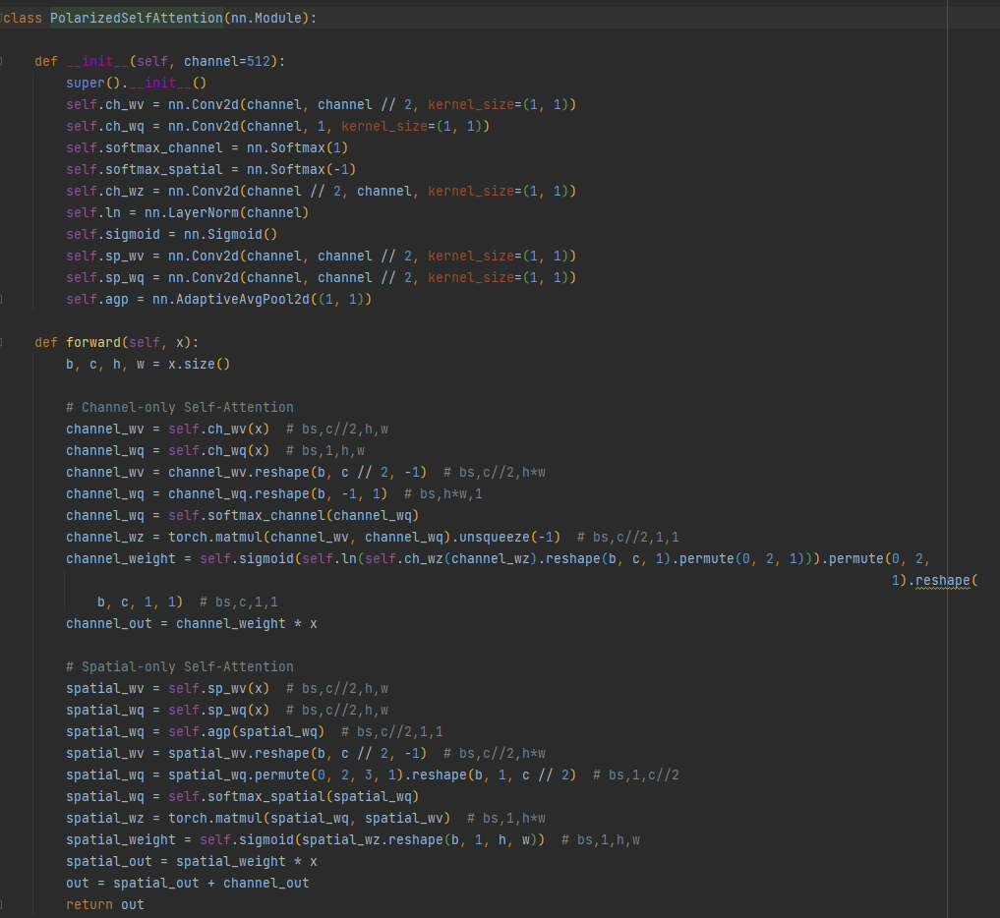 class PolarizedSelfAttention(nn.Module):
def __init__(self, channel=512):
super().__init__()
self.ch_wv = nn.Conv2d(channel, channel // 2, kernel_size=(1, 1))
self.ch_wq = nn.Conv2d(channel, 1, kernel_size=(1, 1))
self.softmax_channel = nn.Softmax(1)
self.softmax_spatial = nn.Softmax(-1)
self.ch_wz = nn.Conv2d(channel // 2, channel, kernel_size=(1, 1))
self.ln = nn.LayerNorm(channel)
self.sigmoid = nn.Sigmoid()
self.sp_wv = nn.Conv2d(channel, channel // 2, kernel_size=(1, 1))
self.sp_wq = nn.Conv2d(channel, channel // 2, kernel_size=(1, 1))
self.agp = nn.AdaptiveAvgPool2d((1, 1))
def forward(self, x):
b, c, h, w = x.size()
# Channel-only Self-Attention
channel_wv = self.ch_wv(x)  # bs,c//2,h,w
channel_wq = self.ch_wq(x)  # bs,1,h,w
channel_wv = channel_wv.reshape(b, c // 2, -1)  # bs,c//2,h*w
channel_wq = channel_wq.reshape(b, -1, 1)  # bs,h*w,1
channel_wq = self.softmax_channel(channel_wq)
channel_wz = torch.matmul(channel_wv, channel_wq).unsqueeze(-1)  # bs,c//2,1,1
channel_weight = self.sigmoid(self.ln(self.ch_wz(channel_wz).reshape(b, c, 1).permute(0, 2, 1))).permute(0, 2,
1).reshape(
b, c, 1, 1)  # bs,c,1,1
channel_out = channel_weight * x
# Spatial-only Self-Attention
spatial_wv = self.sp_wv(x)  # bs,c//2,h,w
spatial_wq = self.sp_wq(x)  # bs,c//2,h,w
spatial_wq = self.agp(spatial_wq)  # bs,c//2,1,1
spatial_wv = spatial_wv.reshape(b, c // 2, -1)  # bs,c//2,h*w
spatial_wq = spatial_wq.permute(0, 2, 3, 1).reshape(b, 1, c // 2)  # bs,1,c//2
spatial_wq = self.softmax_spatial(spatial_wq)
spatial_wz = torch.matmul(spatial_wq, spatial_wv)  # bs,1,h*w
spatial_weight = self.sigmoid(spatial_wz.reshape(b, 1, h, w))  # bs,1,h,w
spatial_out = spatial_weight * x
out = spatial_out + channel_out
return out